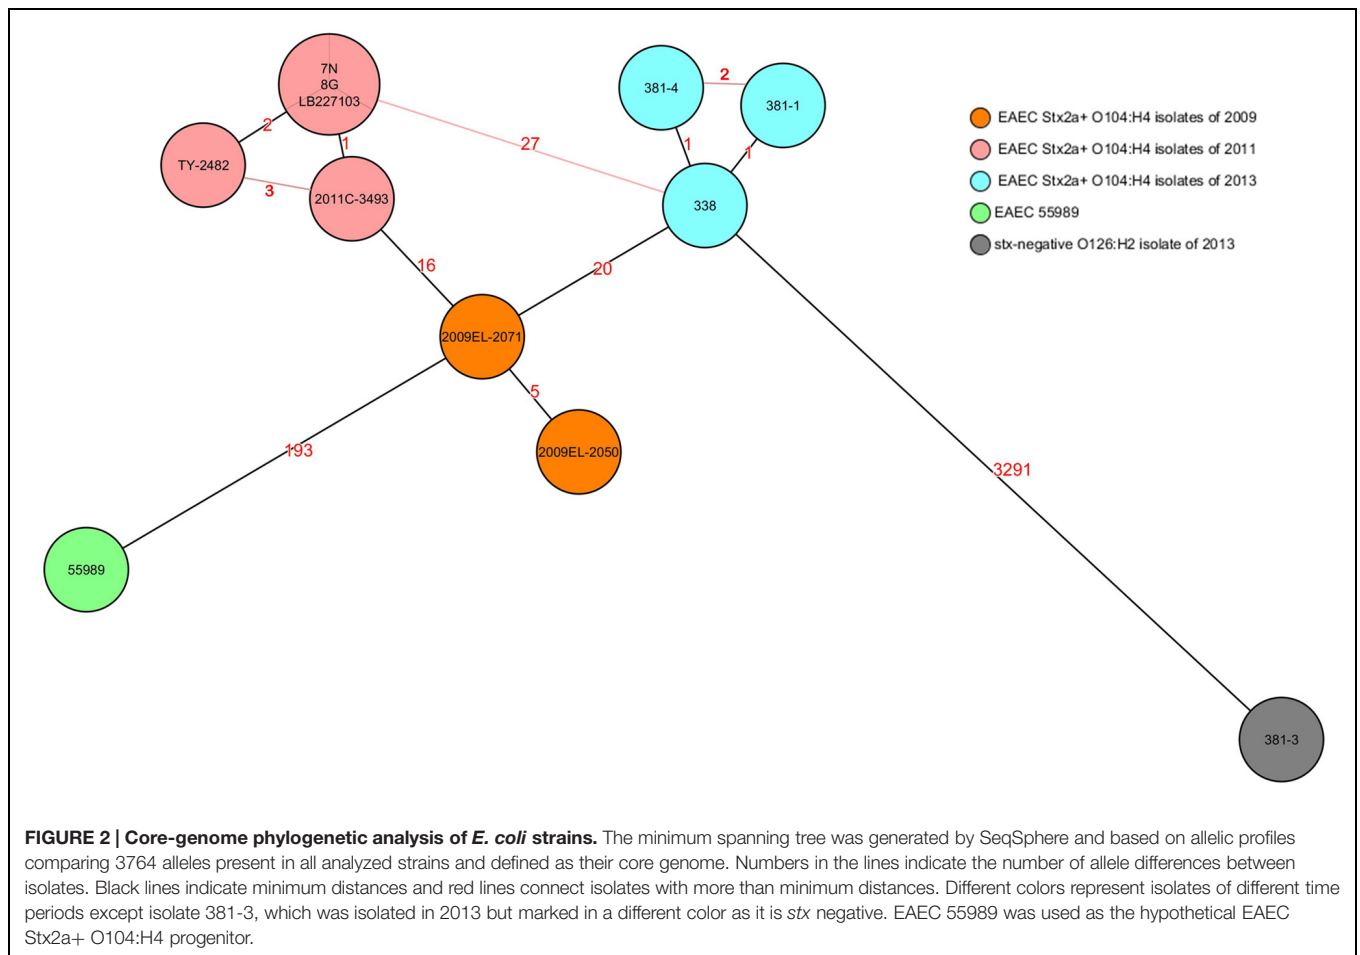 7N
8G
LB227103
2
TY-2482
1
3
2011C-3493
27
381-4
2
381-1
1
1
338
EAEC Stx2a+ O104:H4 isolates of 2009
EAEC Stx2a+ O104:H4 isolates of 2011
EAEC Stx2a+ O104:H4 isolates of 2013
EAEC 55989
stx-negative O126:H2 isolate of 2013
16
20
2009EL-2071
5
2009EL-2050
193
3291
55989
381-3
FIGURE 2 | Core-genome phylogenetic analysis of E. coli strains. The minimum spanning tree was generated by SeqSphere and based on allelic profiles
comparing 3764 alleles present in all analyzed strains and defined as their core genome. Numbers in the lines indicate the number of allele differences between
isolates. Black lines indicate minimum distances and red lines connect isolates with more than minimum distances. Different colors represent isolates of different time
periods except isolate 381-3, which was isolated in 2013 but marked in a different color as it is stx negative. EAEC 55989 was used as the hypothetical EAEC
Stx2a+ O104:H4 progenitor.